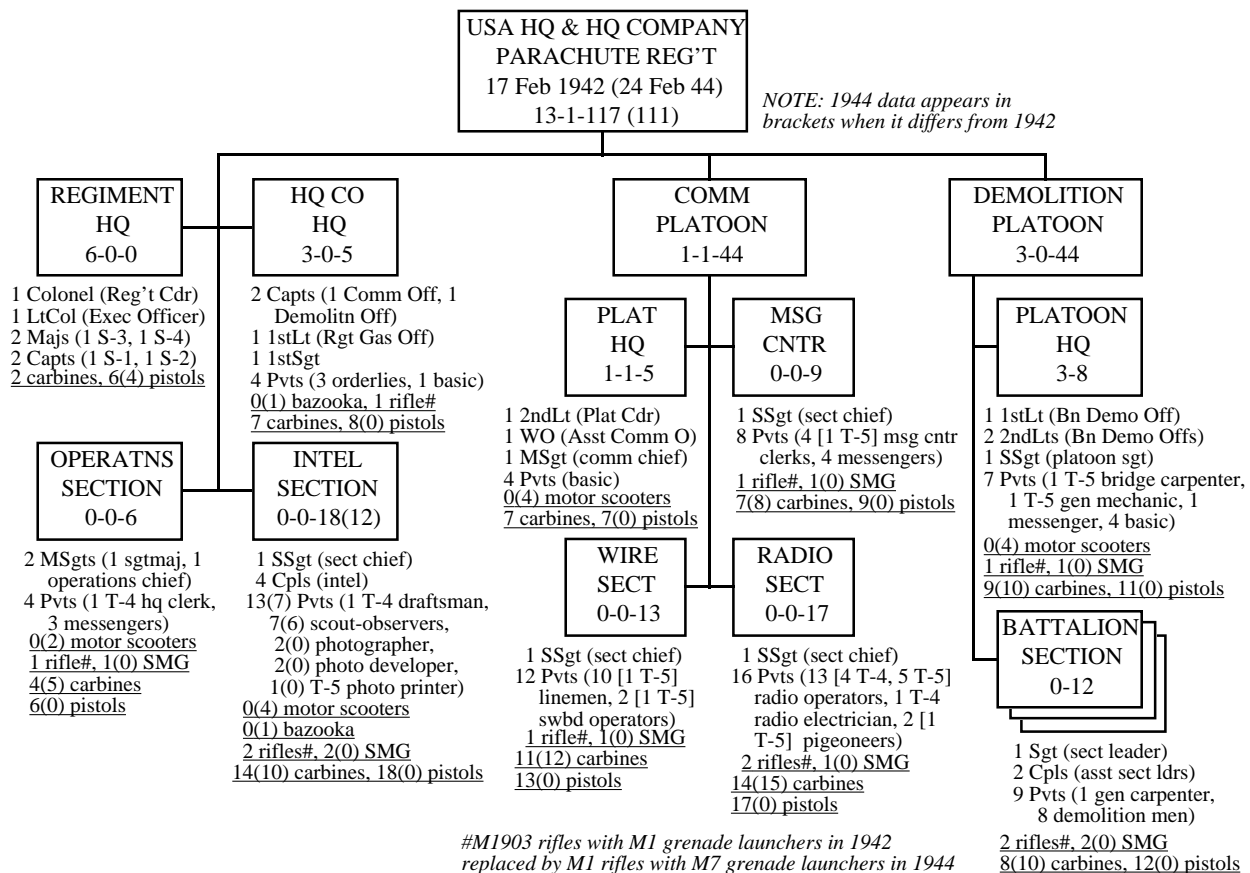 USA HQ & HQ COMPANY
PARACHUTE REG'T
17 Feb 1942 (24 Feb 44)
13-1-117 (111)
NOTE: 1944 data appears in
brackets when it differs from 1942
REGIMENT
HQ
6-0-0
1 Colonel (Reg't Cdr)
1 LtCol (Exec Officer)
2 Majs (1 S-3, 1 S-4)
2 Capts (1 S-1, 1 S-2)
2 carbines, 6(4) pistols
HQ CO
HQ
3-0-5
2 Capts (1 Comm Off, 1
Demolitn Off)
1 1stLt (Rgt Gas Off)
1 1stSgt
4 Pvts (3 orderlies, 1 basic)
0(1) bazooka, 1 rifle#
7 carbines, 8(0) pistols
OPERATNS
SECTION
0-0-6
2 MSgts (1 sgtmaj, 1
operations chief)
4 Pvts (1 T-4 hq clerk,
3 messengers)
0(2) motor scooters
1 rifle#, 1(0) SMG
4(5) carbines
6(0) pistols
INTEL
SECTION
0-0-18(12)
1 SSgt (sect chief)
4 Cpls (intel)
13(7) Pvts (1 T-4 draftsman,
7(6) scout-observers,
2(0) photographer,
2(0) photo developer,
1(0) T-5 photo printer)
0(4) motor scooters
0(1) bazooka
2 rifles#, 2(0) SMG
14(10) carbines, 18(0) pistols
COMM
PLATOON
1-1-44
PLAT
HQ
1-1-5
1 2ndLt (Plat Cdr)
1 WO (Asst Comm O)
1 MSgt (comm chief)
4 Pvts (basic)
0(4) motor scooters
7 carbines, 7(0) pistols
MSG
CNTR
0-0-9
1 SSgt (sect chief)
8 Pvts (4 [1 T-5] msg cntr
clerks, 4 messengers)
1 rifle#, 1(0) SMG
7(8) carbines, 9(0) pistols
WIRE
SECT
0-0-13
1 SSgt (sect chief)
12 Pvts (10 [1 T-5]
linemen, 2 [1 T-5]
swbd operators)
1 rifle#, 1(0) SMG
11(12) carbines
13(0) pistols
RADIO
SECT
0-0-17
1 SSgt (sect chief)
16 Pvts (13 [4 T-4, 5 T-5]
radio operators, 1 T-4
radio electrician, 2 [1
T-5] pigeoneers)
2 rifles#, 1(0) SMG
14(15) carbines
17(0) pistols
DEMOLITION
PLATOON
3-0-44
PLATOON
HQ
3-8
1 1stLt (Bn Demo Off)
2 2ndLts (Bn Demo Offs)
1 SSgt (platoon sgt)
7 Pvts (1 T-5 bridge carpenter,
1 T-5 gen mechanic, 1
messenger, 4 basic)
0(4) motor scooters
1 rifle#, 1(0) SMG
9(10) carbines, 11(0) pistols
BATTALION
SECTION
0-12
1 Sgt (sect leader)
2 Cpls (asst sect ldrs)
9 Pvts (1 gen carpenter,
8 demolition men)
2 rifles#, 2(0) SMG
8(10) carbines, 12(0) pistols
#M1903 rifles with M1 grenade launchers in 1942
replaced by M1 rifles with M7 grenade launchers in 1944